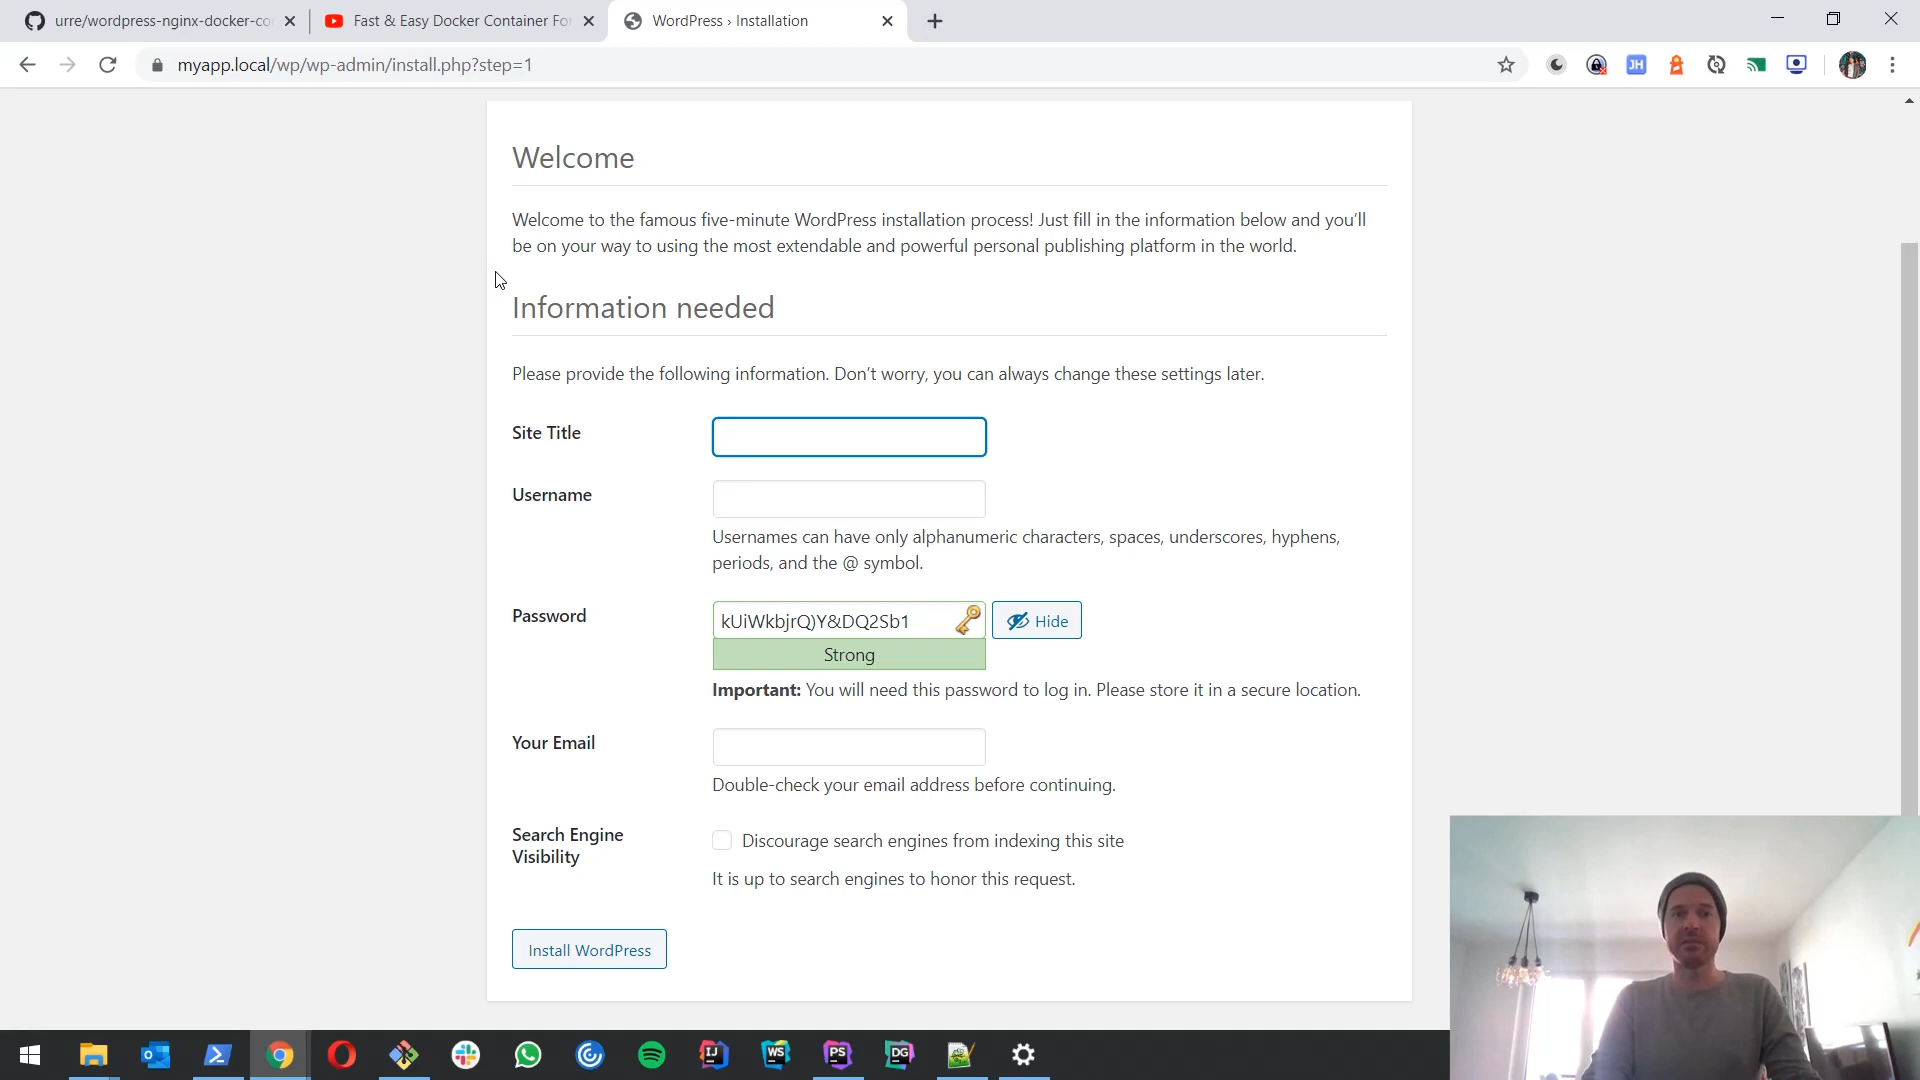 urre/wordpress-nginx-docker-co
Fast & Easy Docker Container Fo
WordPress › Installation
myapp.local/wp/wp-admin/install.php?step=1
JH
Welcome
Welcome to the famous five-minute WordPress installation process! Just fill in the information below and you’ll
be on your way to using the most extendable and powerful personal publishing platform in the world.
Information needed
Please provide the following information. Don’t worry, you can always change these settings later.
Site Title
Username
Usernames can have only alphanumeric characters, spaces, underscores, hyphens,
periods, and the @ symbol.
Password
kUiWkbjrQ)Y&DQ2Sb1
Hide
Strong
Important: You will need this password to log in. Please store it in a secure location.
Your Email
Double-check your email address before continuing.
Search Engine
Visibility
Discourage search engines from indexing this site
It is up to search engines to honor this request.
Install WordPress
IJ
WS
PS
DG